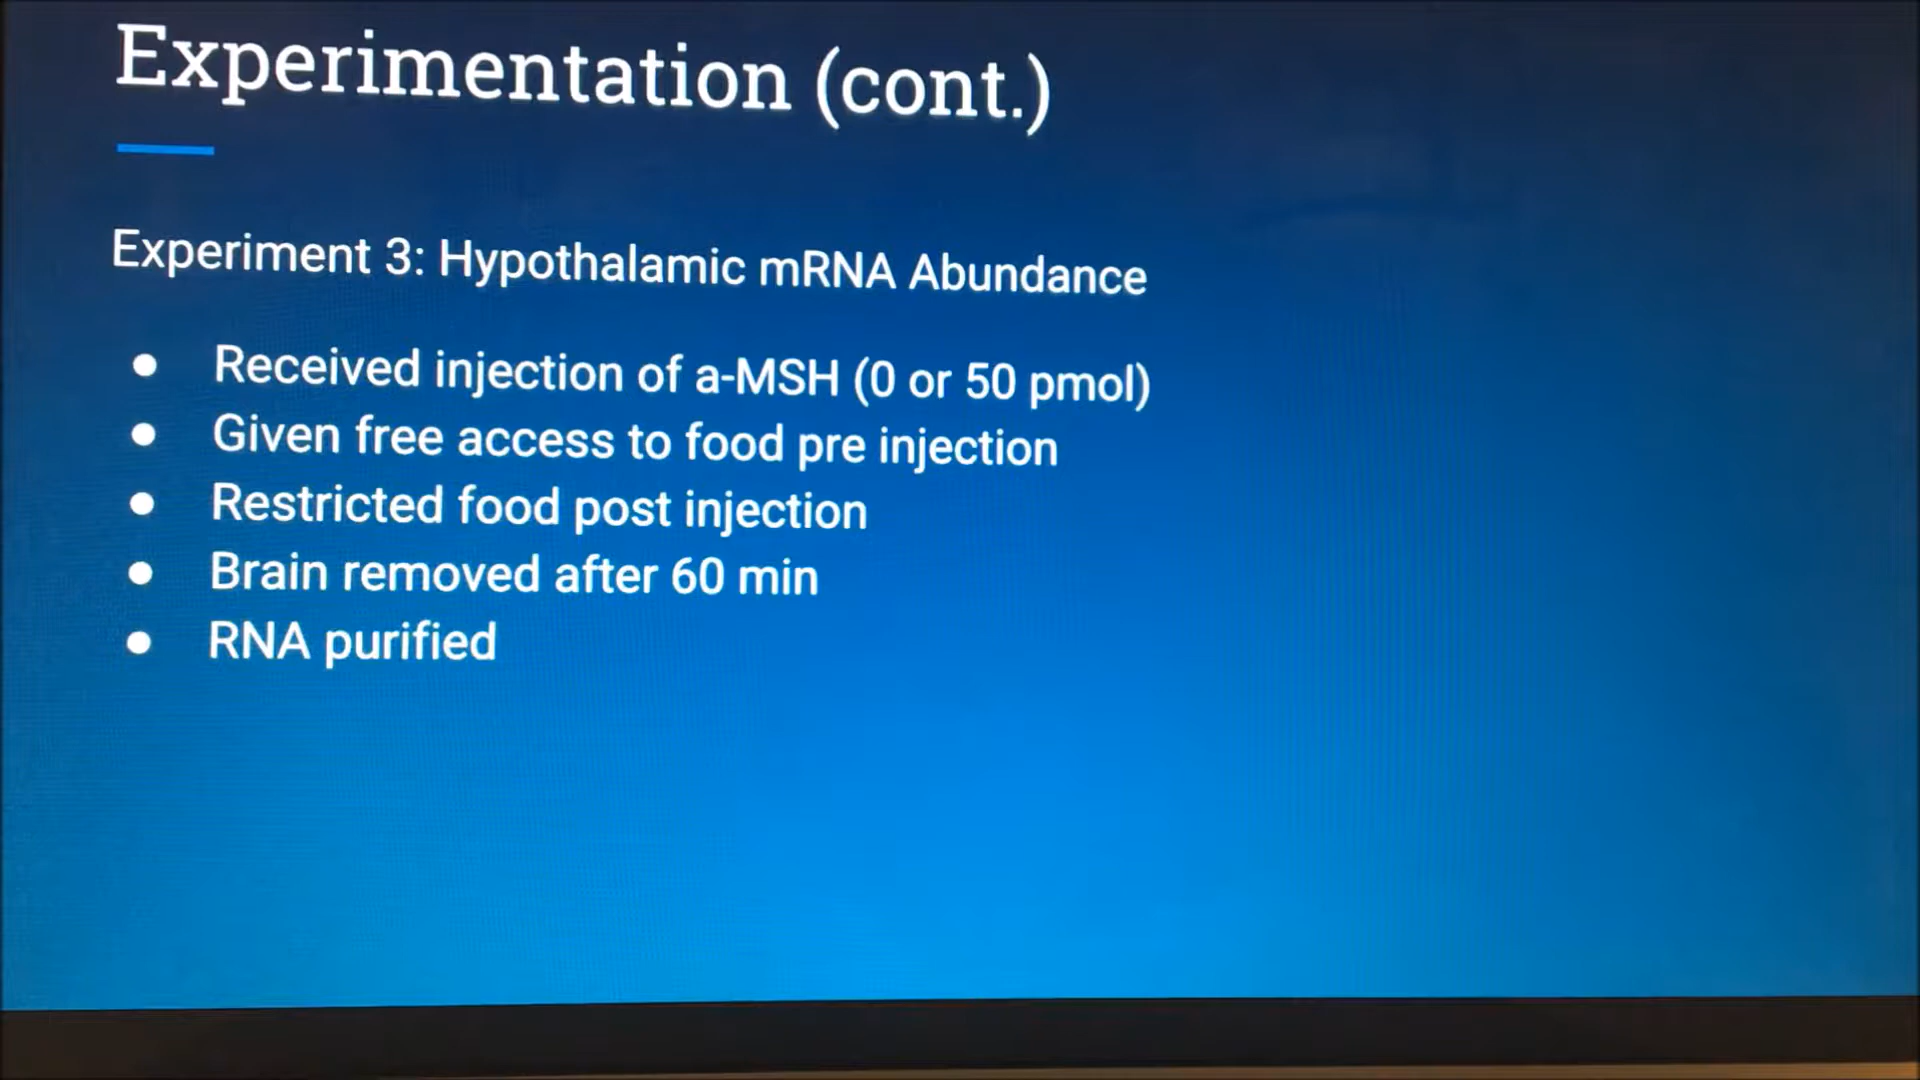 Experimentation (cont.)
Experiment 3: Hypothalamic mRNA Abundance
● Received injection of a-MSH (0 or 50 pmol)
● Given free access to food pre injection
● Restricted food post injection
● Brain removed after 60 min
● RNA purified